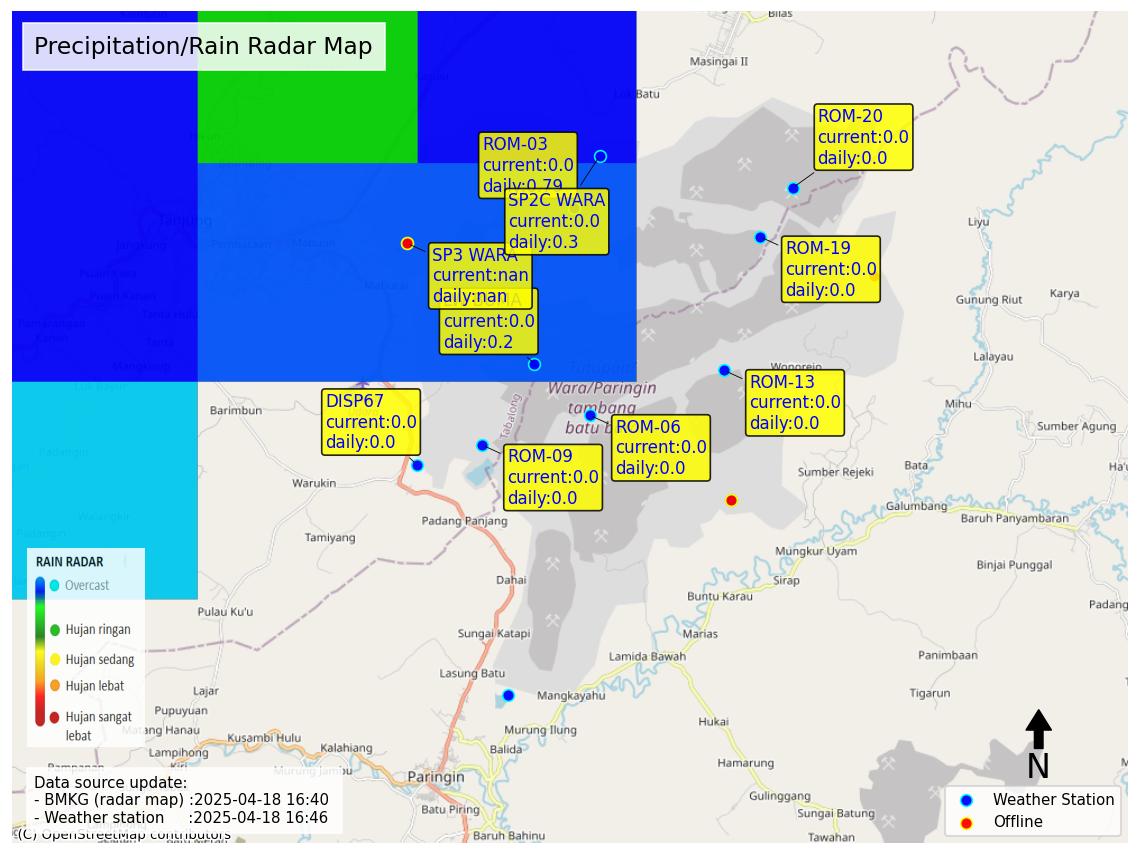 Precipitation/Rain Radar Map
Bilas
Masingai II
Batu
ROM-20
current:0.0
daily:0.0
ROM-03
current:0.0
daily:0.79
SP2C WARA
current:0.0
daily:0.3
Tanjung
Liyu
ROM-19
current:0.0
daily:0.0
SP3 WARA
current:nan
daily:nan
current:0.0
daily:0.2
Gunung Riut
Karya
Lalayau
Wonorejo
Wara/Paringin
tambang
batu b
Tabalong
ROM-13
current:0.0
daily:0.0
DISP67
current:0.0
daily:0.0
Barimbun
Mihu
ROM-06
current:0.0
daily:0.0
Sumber Agung
ROM-09
current:0.0
daily:0.0
Warukin
Sumber Rejeki
Bata
Galumbang
Baruh Panyambaran
Padang Panjang
Tamiyang
Mungkur Uyam
Binjai Punggal
Dahai
Sirap
Buntu Karau
Padang
Pulau Ku'u
Sungai Katapi
Marias
Lamida Bawah
Panimbaan
Lasung Batu
Tigarun
Lajar
Mangkayahu
Pupuyuan
Hukai
Matang Hanau
Murung Ilung
Kusambi Hulu
Kalahiang
Lampihong
Balida
Hamarung
Murung Jambu
Paringin
Gulinggang
Batu Piring
Sungai Batung
Baruh Bahinu
Tawahan
RAIN RADAR
Overcast
Hujan ringan
Hujan sedang
Hujan lebat
Hujan sangat
lebat
Data source update:
- BMKG (radar map) :2025-04-18 16:40
- Weather station :2025-04-18 16:46
(C) OpenStreetMap contributors
N
Weather Station
Offline